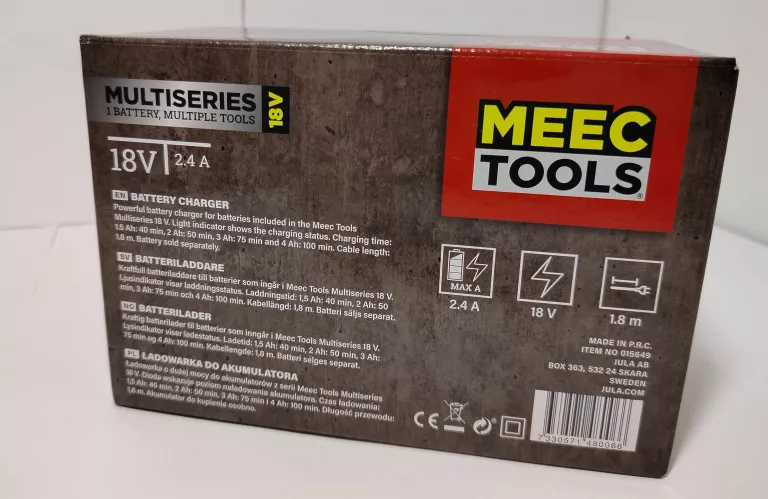 MULTISERIES
1 BATTERY, MULTIPLE TOOLS
18V
18V 2.4 A
MEEC
TOOLS®
EN BATTERY CHARGER
Powerful battery charger for batteries included in the Meec Tools
Multiseries 18 V. Light indicator shows the charging status. Charging time:
1.5 Ah: 40 min, 2 Ah: 50 min, 3 Ah: 75 min and 4 Ah: 100 min. Cable length:
1.8 m. Battery sold separately.
SV BATTERILADDARE
Kraftfull batteriladdare till batterier som ingår i Meec Tools Multiseries 18 V.
Ljusindikator viser laddningsstatus. Laddningstid: 1,5 Ah: 40 min, 2 Ah: 50
min, 3 Ah: 75 min och 4 Ah: 100 min. Kabellängd: 1,8 m. Batteri säljs separat.
NO BATTERILADER
Kraftig batterilader til batterier som inngår i Meec Tools Multiseries 18 V.
Lysindikator viser ladestatus. Ladetid: 1,5 Ah: 40 min, 2 Ah: 50 min, 3 Ah:
75 min og 4 Ah: 100 min. Kabellengde: 1,8 m. Batteri selges separat.
PL ŁADOWARKA DO AKUMULATORA
Ładowarka o dużej mocy do akumulatorów z serii Meec Tools Multiseries
18 V. Dioda wskazuje poziom naładowania akumulatora. Czas ładowania:
1,5 Ah: 40 min, 2 Ah: 50 min, 3 Ah: 75 min i 4 Ah: 100 min. Długość przewodu:
1,8 m. Akumulator do kupienia osobno.
MAX A
2.4 A
18 V
1.8 m
MADE IN P.R.C.
ITEM NO 015649
JULA AB
BOX 363, 532 24 SKARA
SWEDEN
JULA.COM
CE
7 330571 480066